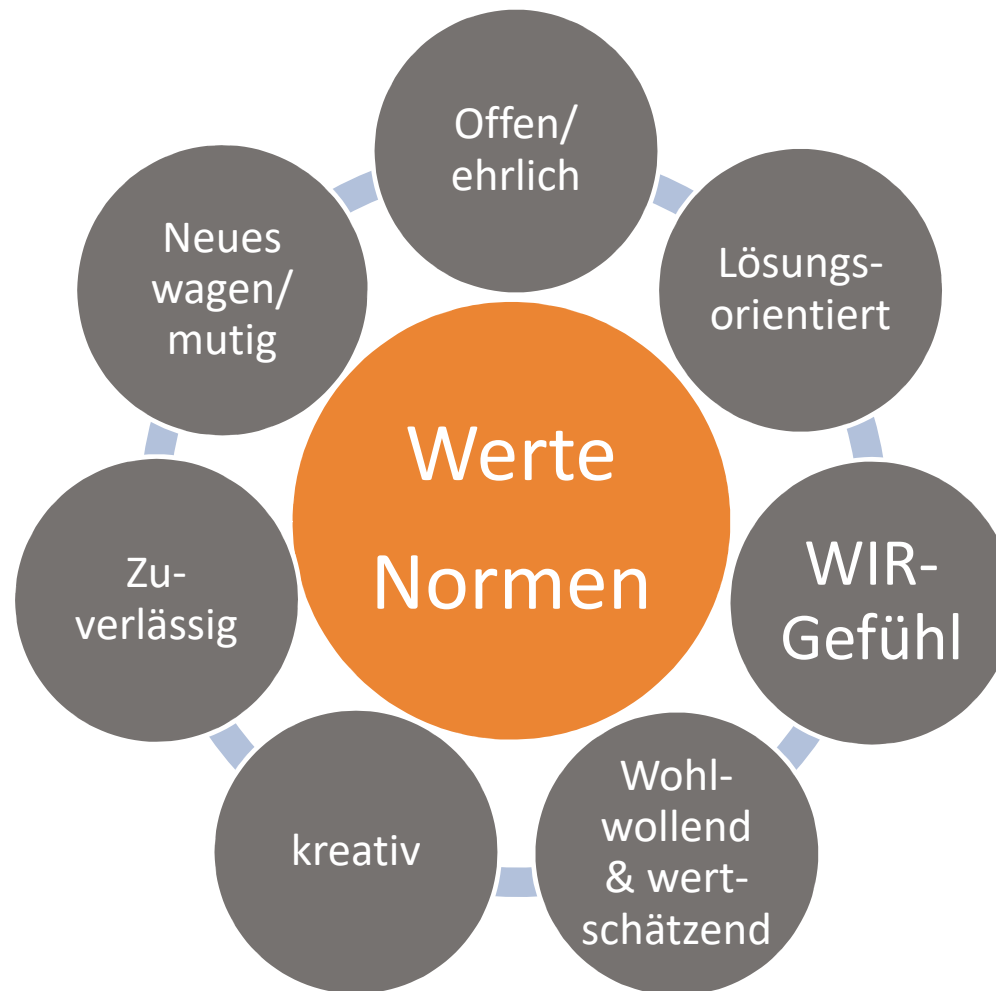 Offen/
ehrlich
Lösungs-
orientiert
WIR-
Gefühl
Wohl-
wollend
& wert-
schätzend
kreativ
Zu-
verlässig
Neues
wagen/
mutig
Werte
Normen